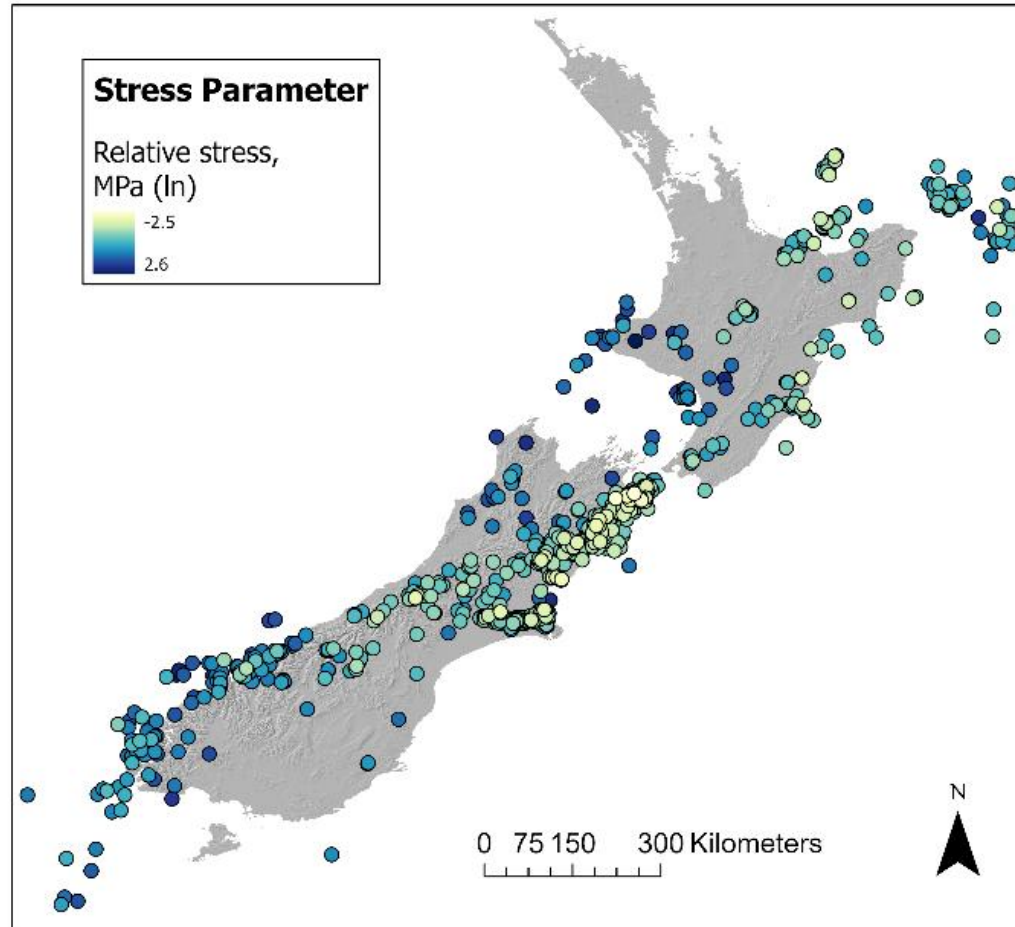 Stress Parameter
Relative stress,
MPa (ln)
-2.5
2.6
N
0 75 150 300 Kilometers